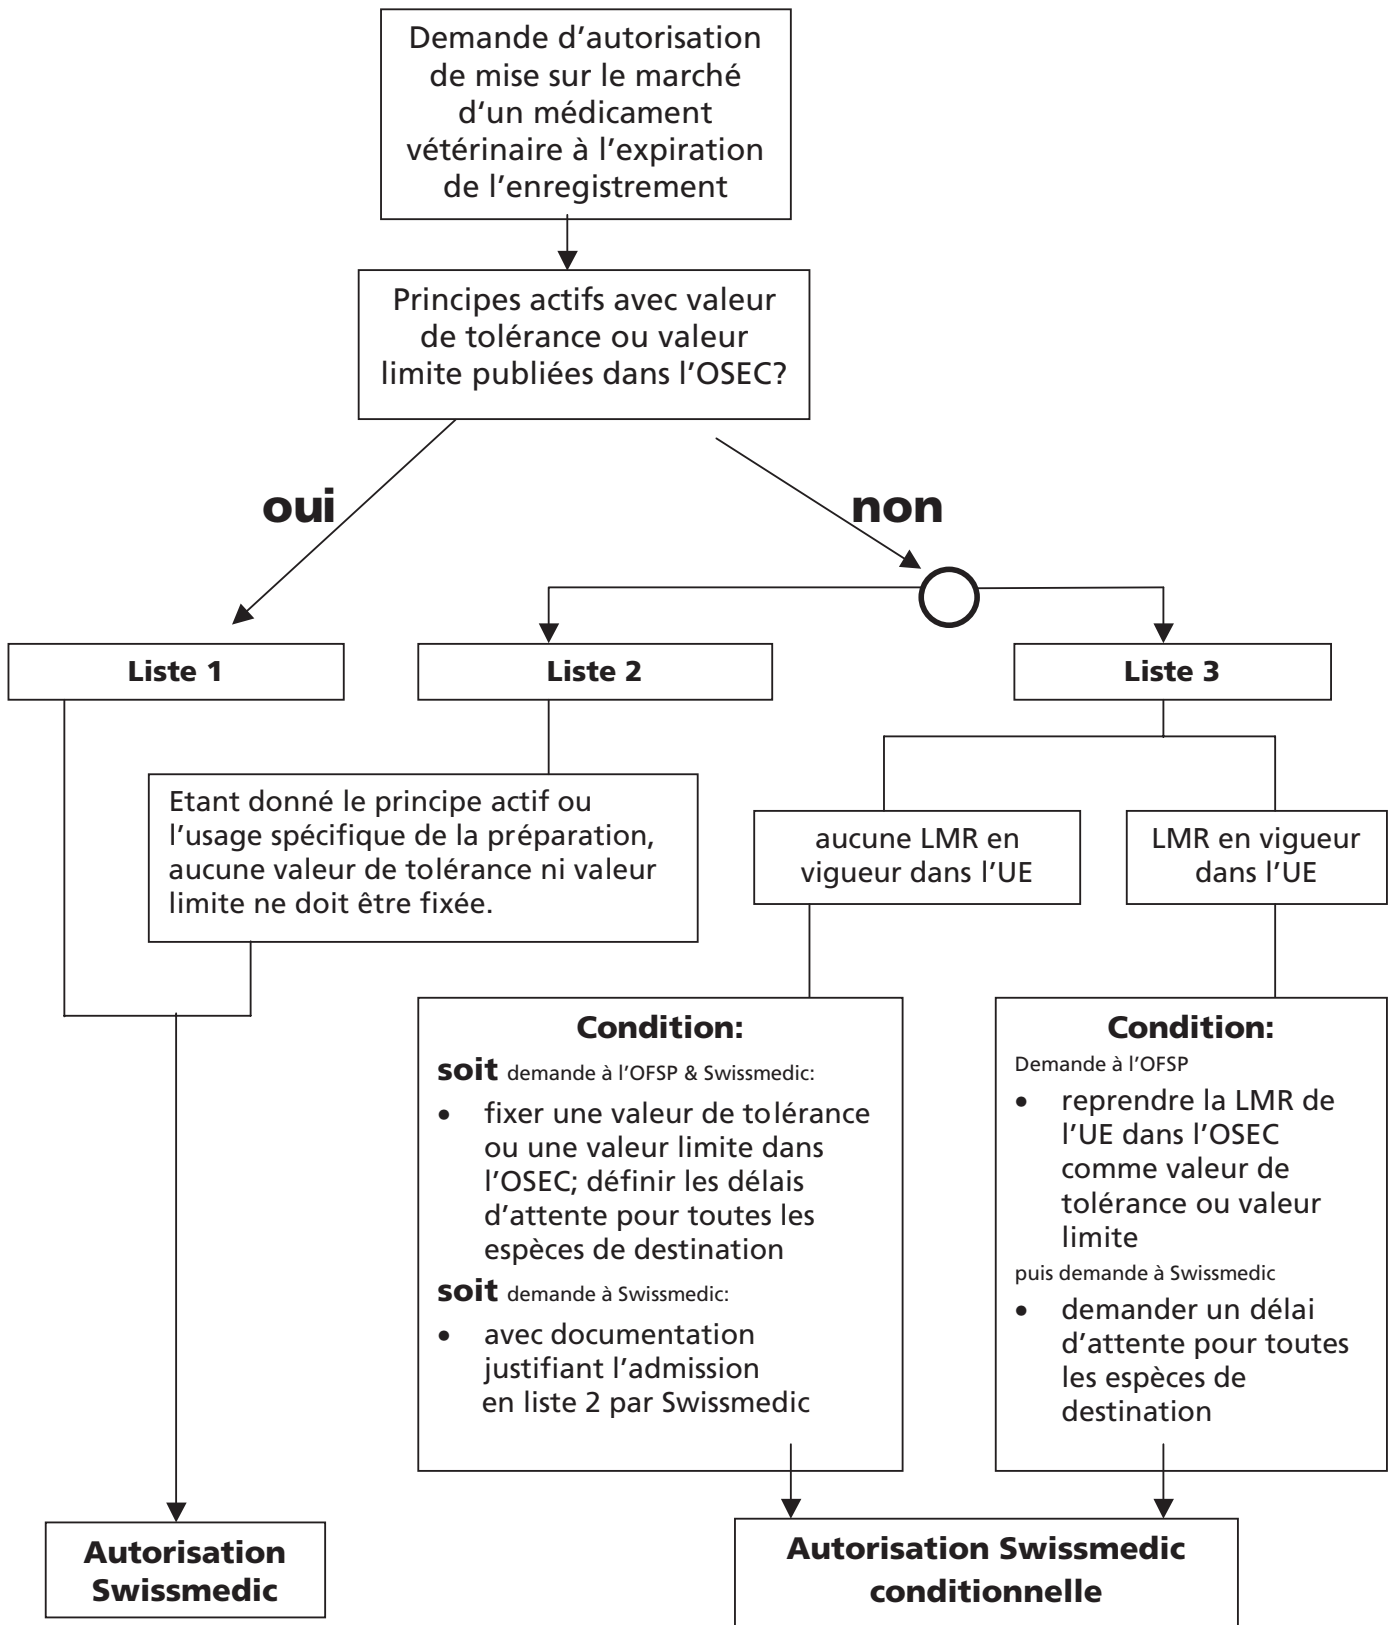 Demande d’autorisation
de mise sur le marché
d‘un médicament
vétérinaire à l’expiration
de l’enregistrement
Principes actifs avec valeur
de tolérance ou valeur
limite publiées dans l’OSEC?
oui
non
Liste 1
Liste 2
Liste 3
Etant donné le principe actif ou
l’usage spécifique de la préparation,
aucune valeur de tolérance ni valeur
limite ne doit être fixée.
aucune LMR en
vigueur dans l’UE
LMR en vigueur
dans l’UE
Condition:
soit demande à l’OFSP & Swissmedic:
• fixer une valeur de tolérance
ou une valeur limite dans
l’OSEC; définir les délais
d’attente pour toutes les
espèces de destination
soit demande à Swissmedic:
• avec documentation
justifiant l’admission
en liste 2 par Swissmedic
Condition:
Demande à l’OFSP
• reprendre la LMR de
l’UE dans l’OSEC
comme valeur de
tolérance ou valeur
limite
puis demande à Swissmedic
• demander un délai
d’attente pour toutes
les espèces de
destination
Autorisation
Swissmedic
Autorisation Swissmedic
conditionnelle